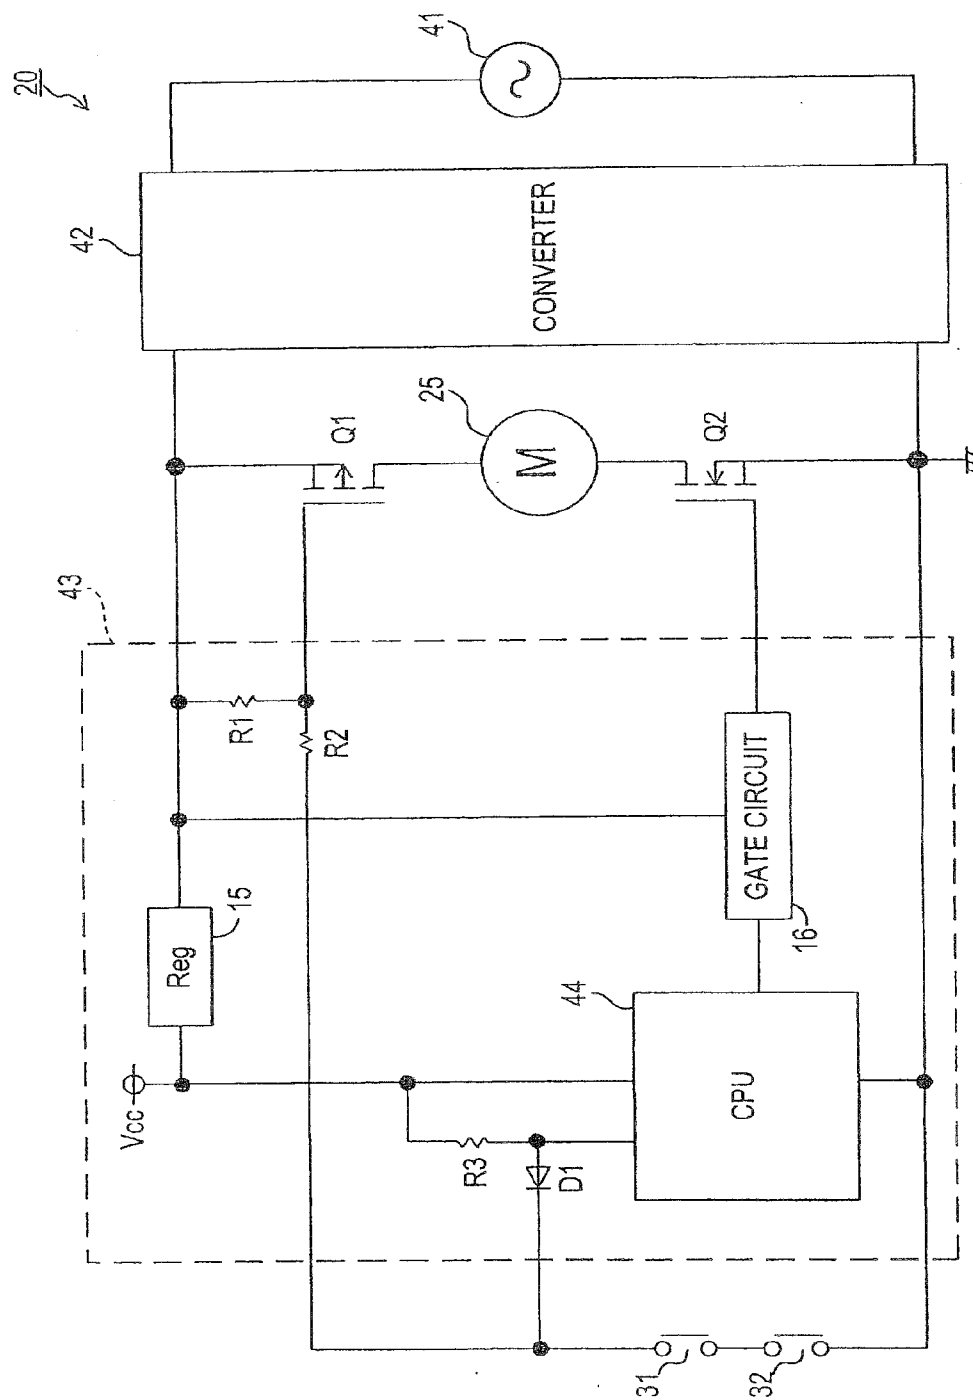 20
41
42
CONVERTER
25
Q1
M
Q2
43
R1
R2
15
Reg
GATE CIRCUIT
16
44
Vcc
CPU
R3
D1
31
32